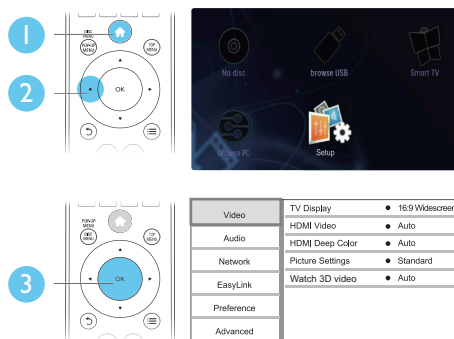 1
DISC
MENU
POP-UP
MENU
TOP
MENU
2
OK
No disc
browse USB
Smart TV
browse PC
Setup
POP-UP
MENU
DISC
MENU
TOP
MENU
3
OK
Video
Audio
Network
EasyLink
Preference
Advanced
TV Display • 16:9 Widescreen
HDMI Video • Auto
HDMI Deep Color • Auto
Picture Settings • Standard
Watch 3D video • Auto